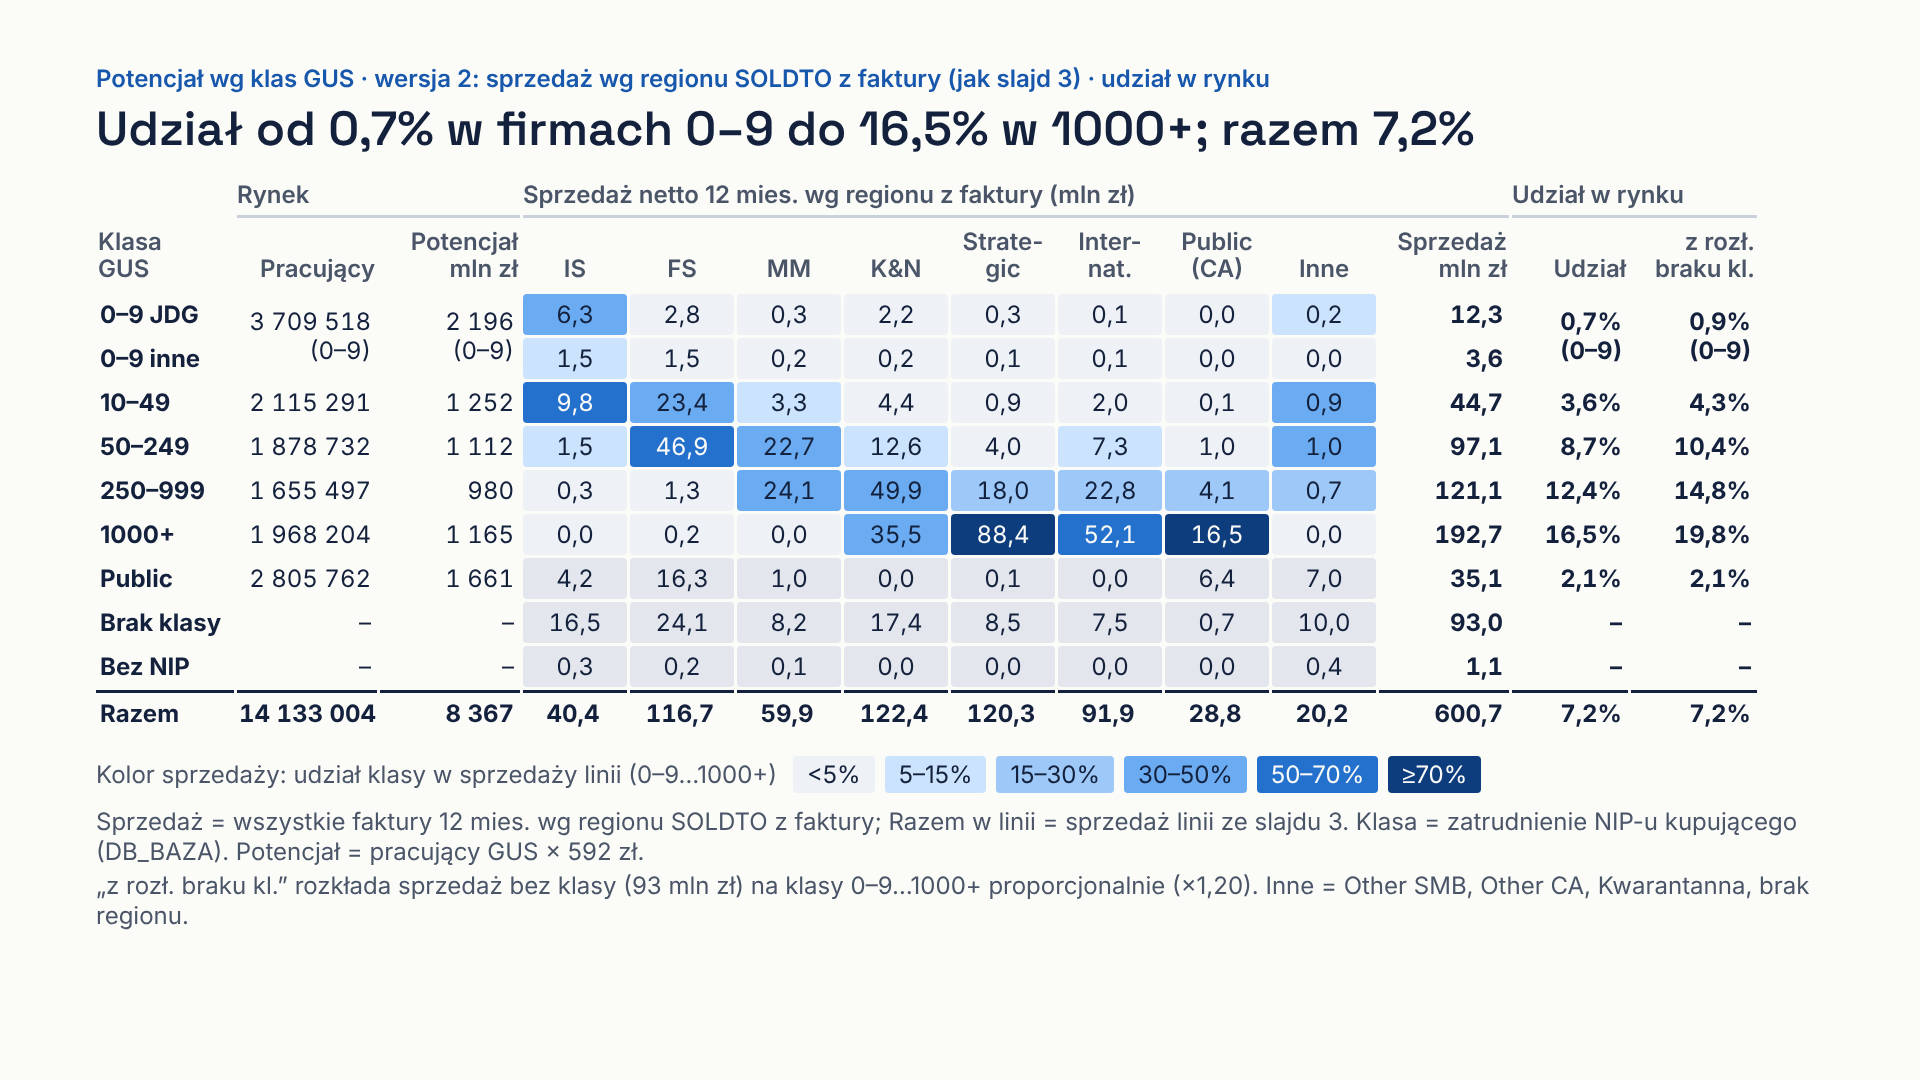 Potencjał wg klas GUS · wersja 2: sprzedaż wg regionu SOLDTO z faktury (jak slajd 3) · udział w rynku
Udział od 0,7% w firmach 0–9 do 16,5% w 1000+; razem 7,2%
Rynek Sprzedaż netto 12 mies. wg regionu z faktury (mln zł) Udział w rynku
Klasa Potencjał Strate- Inter- Public Sprzedaż z rozł.
GUS Pracujący mln zł IS FS MM K&N gic nat. (CA) Inne mln zł Udział braku kl.
0–9 JDG 3 709 518 (0–9) 2 196 (0–9) 6,3 2,8 0,3 2,2 0,3 0,1 0,0 0,2 12,3 0,7% (0–9) 0,9% (0–9)
0–9 inne 1,5 1,5 0,2 0,2 0,1 0,1 0,0 0,0 3,6
10–49 2 115 291 1 252 9,8 23,4 3,3 4,4 0,9 2,0 0,1 0,9 44,7 3,6% 4,3%
50–249 1 878 732 1 112 1,5 46,9 22,7 12,6 4,0 7,3 1,0 1,0 97,1 8,7% 10,4%
250–999 1 655 497 980 0,3 1,3 24,1 49,9 18,0 22,8 4,1 0,7 121,1 12,4% 14,8%
1000+ 1 968 204 1 165 0,0 0,2 0,0 35,5 88,4 52,1 16,5 0,0 192,7 16,5% 19,8%
Public 2 805 762 1 661 4,2 16,3 1,0 0,0 0,1 0,0 6,4 7,0 35,1 2,1% 2,1%
Brak klasy – – 16,5 24,1 8,2 17,4 8,5 7,5 0,7 10,0 93,0 – –
Bez NIP – – 0,3 0,2 0,1 0,0 0,0 0,0 0,0 0,4 1,1 – –
Razem 14 133 004 8 367 40,4 116,7 59,9 122,4 120,3 91,9 28,8 20,2 600,7 7,2% 7,2%
Kolor sprzedaży: udział klasy w sprzedaży linii (0–9…1000+) <5% 5–15% 15–30% 30–50% 50–70% ≥70%
Sprzedaż = wszystkie faktury 12 mies. wg regionu SOLDTO z faktury; Razem w linii = sprzedaż linii ze slajdu 3. Klasa = zatrudnienie NIP-u kupującego
(DB_BAZA). Potencjał = pracujący GUS × 592 zł.
„z rozł. braku kl.” rozkłada sprzedaż bez klasy (93 mln zł) na klasy 0–9…1000+ proporcjonalnie (×1,20). Inne = Other SMB, Other CA, Kwarantanna, brak
regionu.